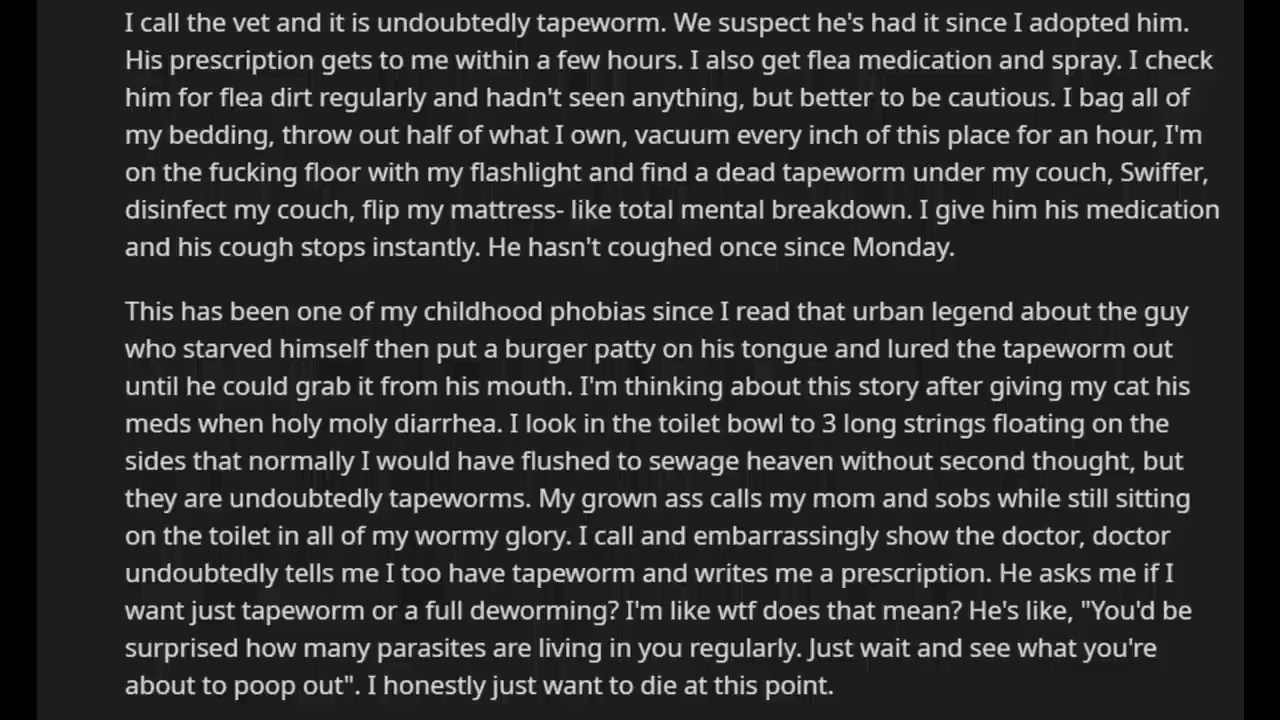 I call the vet and it is undoubtedly tapeworm. We suspect he's had it since I adopted him.
His prescription gets to me within a few hours. I also get flea medication and spray. I check
him for flea dirt regularly and hadn't seen anything, but better to be cautious. I bag all of
my bedding, throw out half of what I own, vacuum every inch of this place for an hour, I'm
on the fucking floor with my flashlight and find a dead tapeworm under my couch, Swiffer,
disinfect my couch, flip my mattress- like total mental breakdown. I give him his medication
and his cough stops instantly. He hasn't coughed once since Monday.
This has been one of my childhood phobias since I read that urban legend about the guy
who starved himself then put a burger patty on his tongue and lured the tapeworm out
until he could grab it from his mouth. I'm thinking about this story after giving my cat his
meds when holy moly diarrhea. I look in the toilet bowl to 3 long strings floating on the
sides that normally I would have flushed to sewage heaven without second thought, but
they are undoubtedly tapeworms. My grown ass calls my mom and sobs while still sitting
on the toilet in all of my wormy glory. I call and embarrassingly show the doctor, doctor
undoubtedly tells me I too have tapeworm and writes me a prescription. He asks me if I
want just tapeworm or a full deworming? I'm like wtf does that mean? He's like, "You'd be
surprised how many parasites are living in you regularly. Just wait and see what you're
about to poop out". I honestly just want to die at this point.